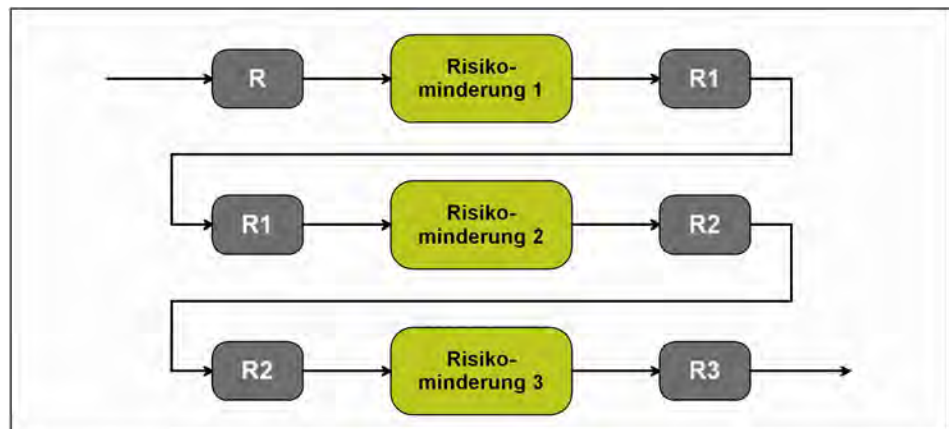 R
Risiko-
minderung 1
R1
R1
Risiko-
minderung 2
R2
R2
Risiko-
minderung 3
R3